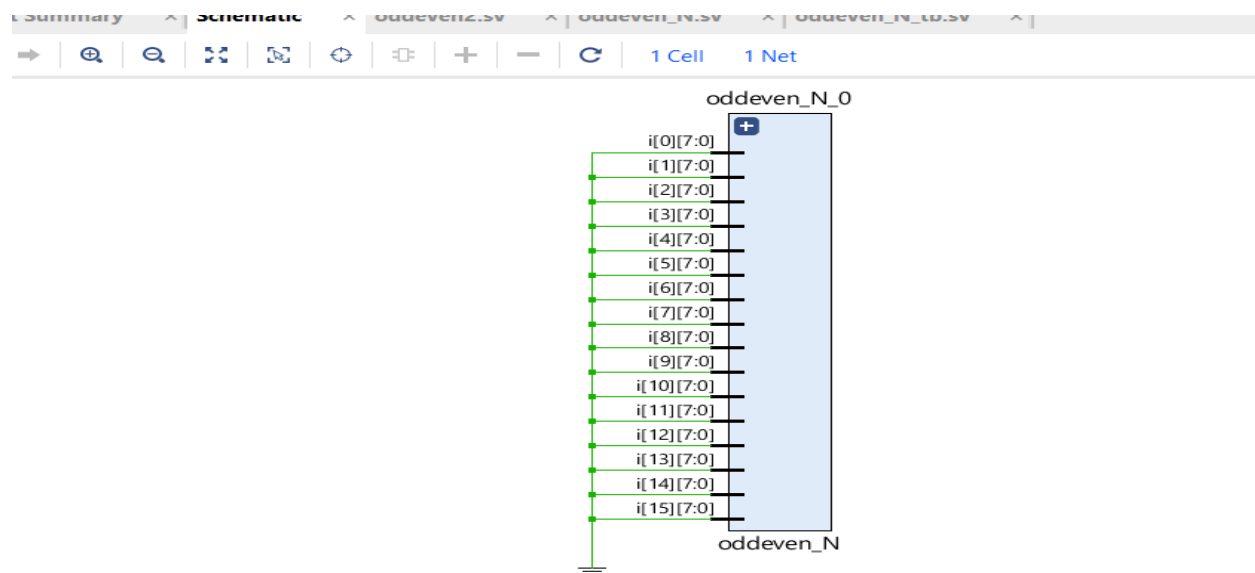 Summary × Schematic × oddeven2.sv × oddeven_N.sv × oddeven_N_tb.sv ×
1 Cell 1 Net
oddeven_N_0
i[0][7:0]
i[1][7:0]
i[2][7:0]
i[3][7:0]
i[4][7:0]
i[5][7:0]
i[6][7:0]
i[7][7:0]
i[8][7:0]
i[9][7:0]
i[10][7:0]
i[11][7:0]
i[12][7:0]
i[13][7:0]
i[14][7:0]
i[15][7:0]
oddeven_N